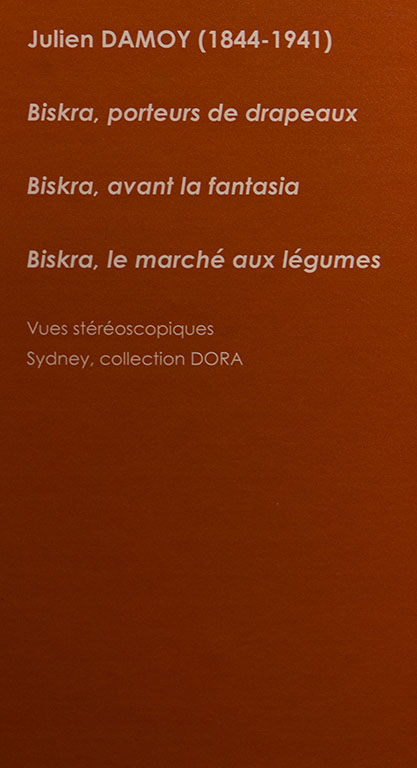 Julien DAMOY (1844-1941)
Biskra, porteurs de drapeaux
Biskra, avant la fantasia
Biskra, le marché aux légumes
Vues stéréoscopiques
Sydney, collection DORA